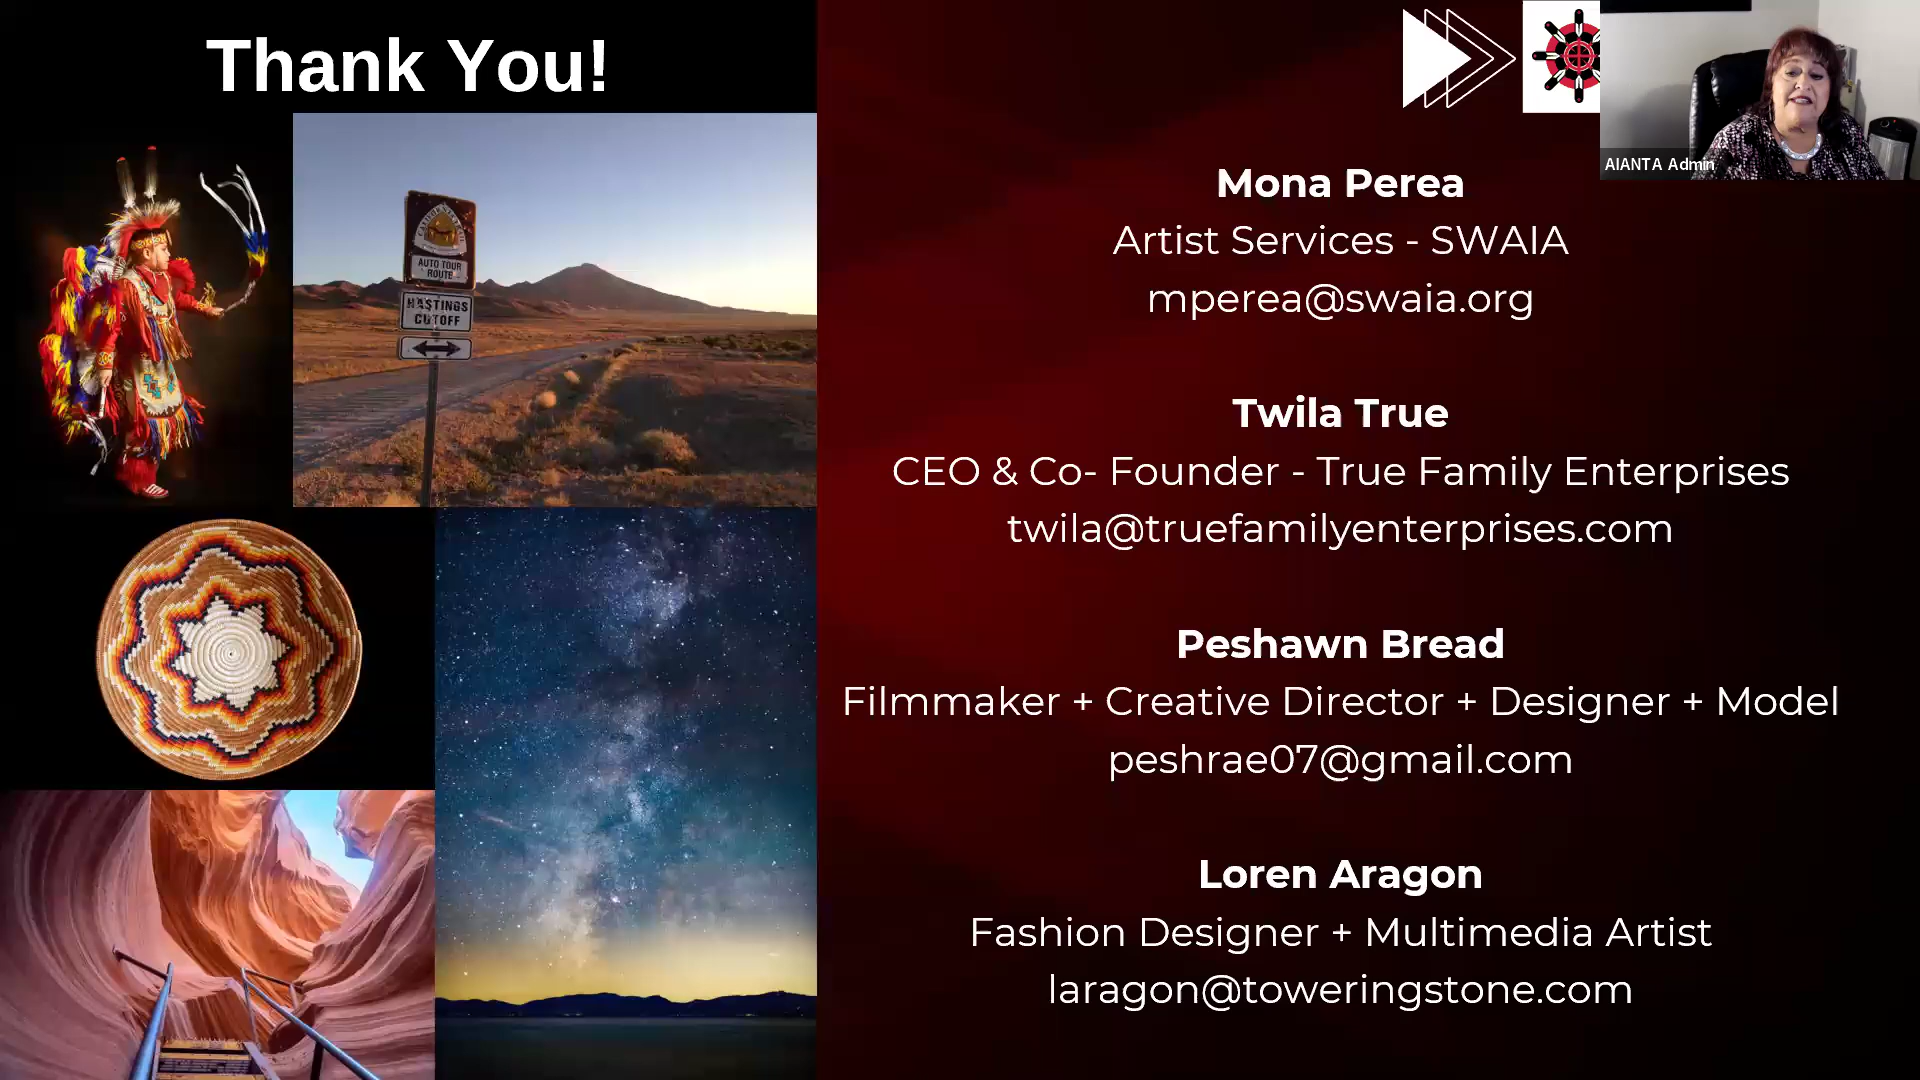 Thank You!
CALIFORNIA TRAIL
AUTO TOUR
ROUTE
HASTINGS
CUTOFF
AIANTA Admin
Mona Perea
Artist Services - SWAIA
mperea@swaia.org
Twila True
CEO & Co- Founder - True Family Enterprises
twila@truefamilyenterprises.com
Peshawn Bread
Filmmaker + Creative Director + Designer + Model
peshrae07@gmail.com
Loren Aragon
Fashion Designer + Multimedia Artist
laragon@toweringstone.com